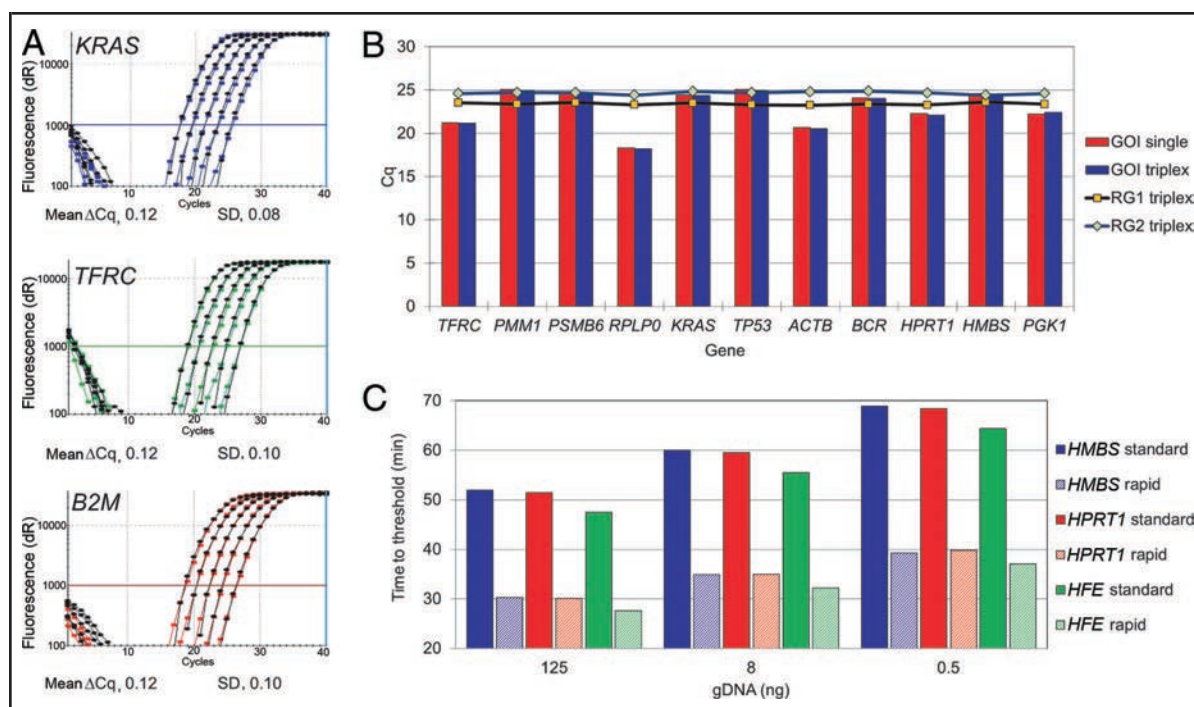 A
KRAS
Fluorescence (dR)
10000
1000
100
10
20
30
40
Cycles
Mean ΔCq, 0.12 SD, 0.08
TFRC
Fluorescence (dR)
10000
1000
100
10
20
30
40
Cycles
Mean ΔCq, 0.12 SD, 0.10
B2M
Fluorescence (dR)
10000
1000
100
10
20
30
40
Cycles
Mean ΔCq, 0.12 SD, 0.10
B
Cq
30
25
20
15
10
5
0
TFRC PMM1 PSMB6 RPLP0 KRAS TP53 ACTB BCR HPRT1 HMBS PGK1
Gene
GOI single
GOI triplex
RG1 triplex
RG2 triplex
C
Time to threshold (min)
70
60
50
40
30
20
125 8 0.5
gDNA (ng)
HMBS standard
HMBS rapid
HPRT1 standard
HPRT1 rapid
HFE standard
HFE rapid